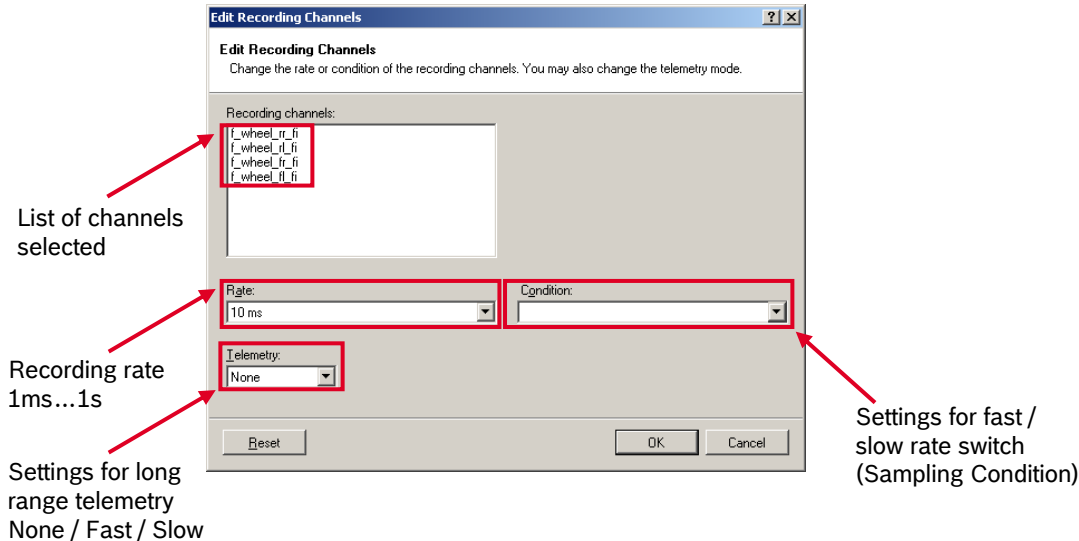 Edit Recording Channels
Edit Recording Channels
Change the rate or condition of the recording channels. You may also change the telemetry mode.
Recording channels:
f_wheel_rr_fi
f_wheel_rl_fi
f_wheel_fr_fi
f_wheel_fl_fi
List of channels
selected
Rate:
10 ms
Condition:
Telemetry:
None
Recording rate
1ms...1s
Reset
OK
Cancel
Settings for fast /
slow rate switch
(Sampling Condition)
Settings for long
range telemetry
None / Fast / Slow